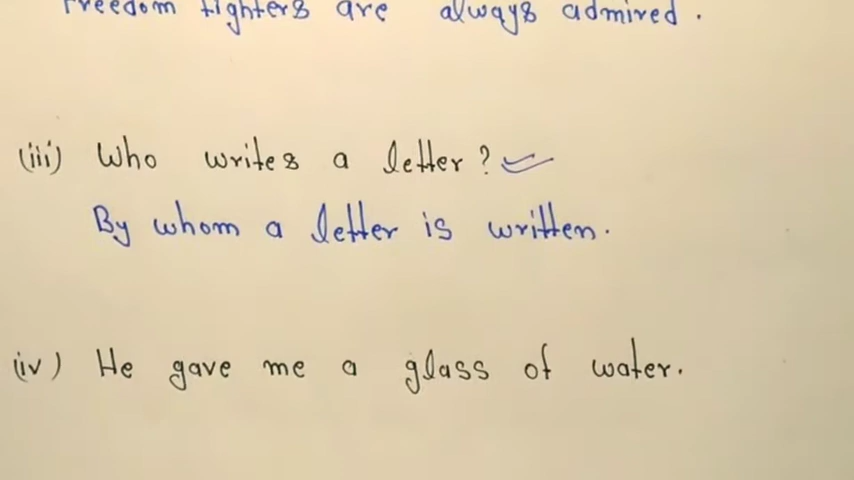 Freedom fighters are always admired.
(iii) Who writes a letter?
By whom a letter is written.
(iv) He gave me a glass of water.